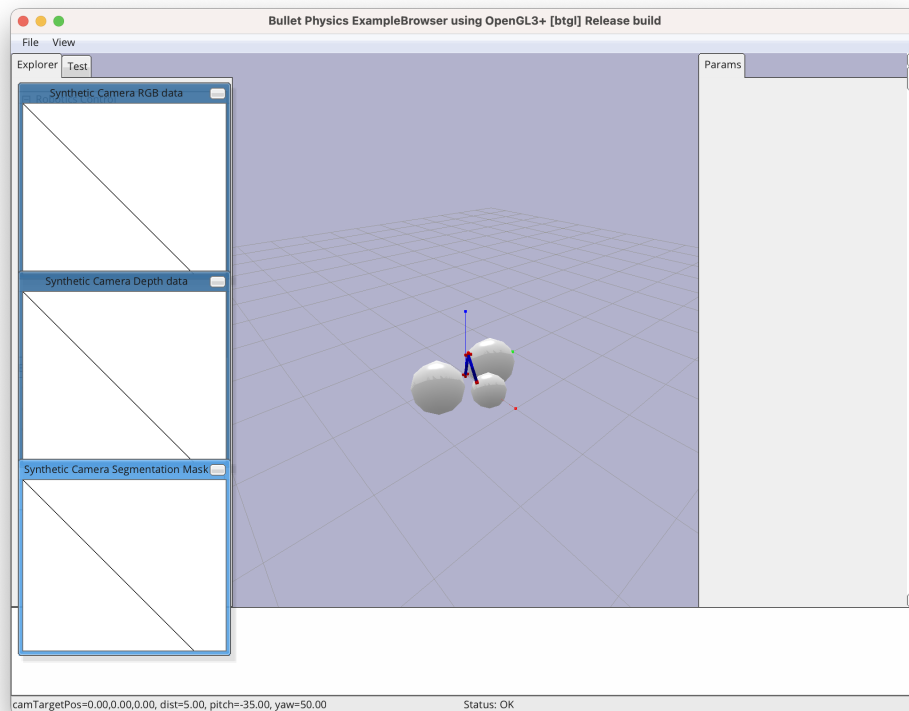 Bullet Physics ExampleBrowser using OpenGL3+ [btgl] Release build
File View
Explorer Test
Params
Synthetic Camera RGB data
Robotics Control
Synthetic Camera Depth data
Synthetic Camera Segmentation Mask
camTargetPos=0.00,0.00,0.00, dist=5.00, pitch=-35.00, yaw=50.00
Status: OK